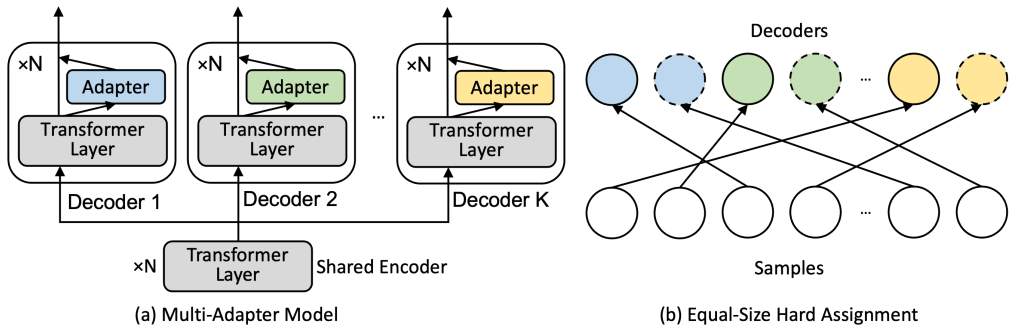 ×N
Adapter
Transformer
Layer
Decoder 1
×N
Adapter
Transformer
Layer
Decoder 2
...
×N
Adapter
Transformer
Layer
Decoder K
×N
Transformer
Layer
Shared Encoder
(a) Multi-Adapter Model
Decoders
...
...
Samples
(b) Equal-Size Hard Assignment